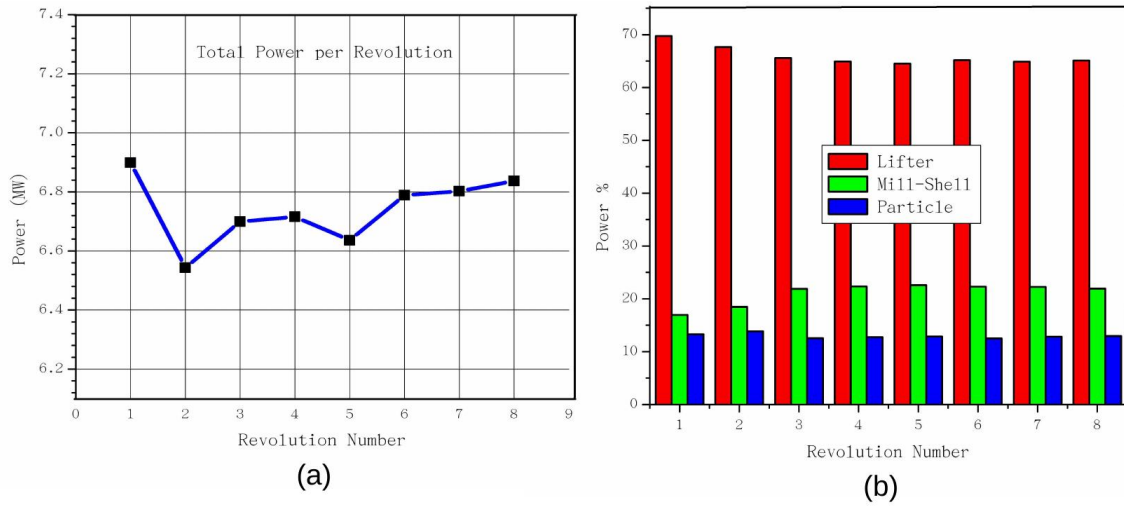 7.4
7.2
7.0
6.8
6.6
6.4
6.2
Power (MW)
Total Power per Revolution
0 1 2 3 4 5 6 7 8 9
Revolution Number
(a)
70
60
50
40
30
20
10
0
Power %
Lifter
Mill-Shell
Particle
1 2 3 4 5 6 7 8
Revolution Number
(b)